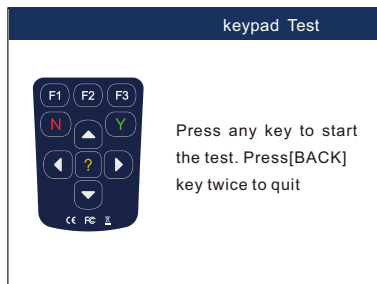 keypad Test
F1 F2 F3
N Y
?
CE FC
Press any key to start
the test. Press[BACK]
key twice to quit